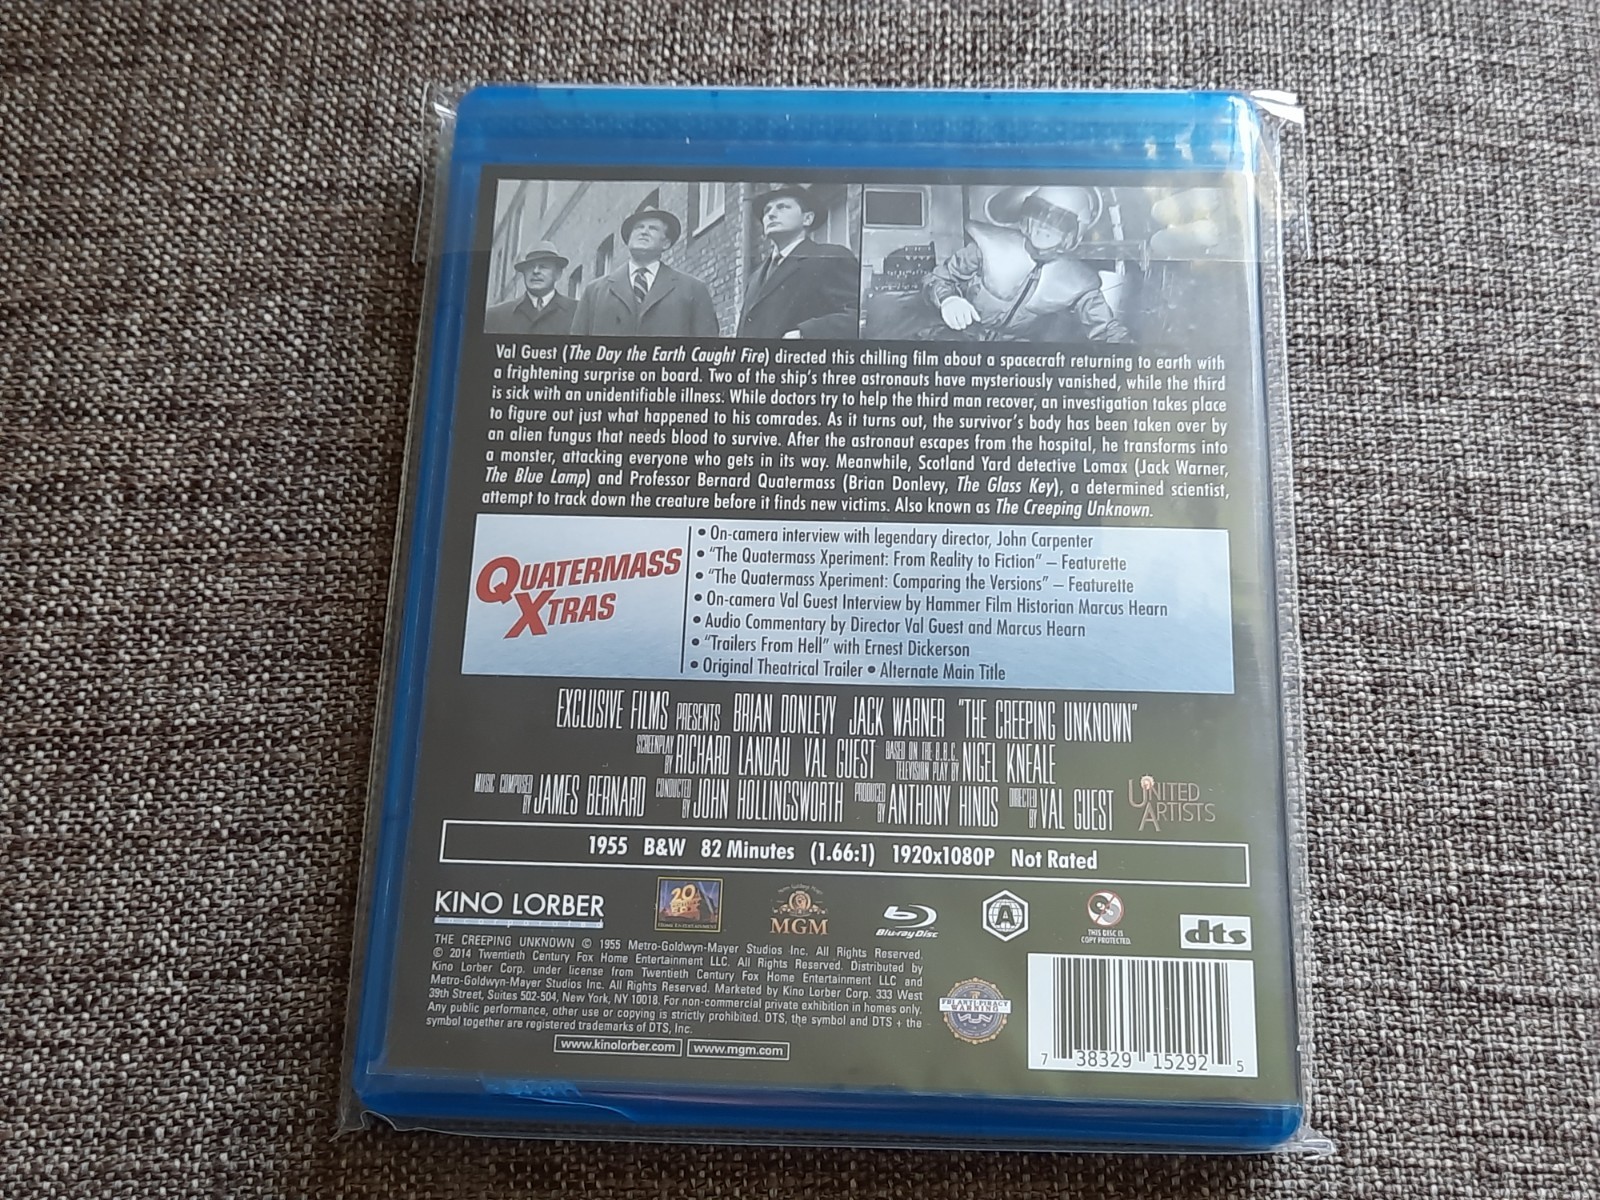 Val Guest (The Day the Earth Caught Fire) directed this chilling film about a spacecraft returning to earth with
a frightening surprise on board. Two of the ship's three astronauts have mysteriously vanished, while the third
is sick with an unidentifiable illness. While doctors try to help the third man recover, an investigation takes place
to figure out just what happened to his comrades. As it turns out, the survivor's body has been taken over by
an alien fungus that needs blood to survive. After the astronaut escapes from the hospital, he transforms into
a monster, attacking everyone who gets in its way. Meanwhile, Scotland Yard detective Lomax (Jack Warner,
The Blue Lamp) and Professor Bernard Quatermass (Brian Donlevy, The Glass Key), a determined scientist,
attempt to track down the creature before it finds new victims. Also known as The Creeping Unknown.
QUATERMASS
XTRAS
• On-camera interview with legendary director, John Carpenter
• "The Quatermass Xperiment: From Reality to Fiction" – Featurette
• "The Quatermass Xperiment: Comparing the Versions" – Featurette
• On-camera Val Guest Interview by Hammer Film Historian Marcus Hearn
• Audio Commentary by Director Val Guest and Marcus Hearn
• "Trailers From Hell" with Ernest Dickerson
• Original Theatrical Trailer • Alternate Main Title
EXCLUSIVE FILMS PRESENTS BRIAN DONLEVY JACK WARNER "THE CREEPING UNKNOWN"
SCREENPLAY BY RICHARD LANDAU VAL GUEST BASED ON THE B.B.C. TELEVISION PLAY BY NIGEL KNEALE
MUSIC COMPOSED BY JAMES BERNARD CONDUCTED BY JOHN HOLLINGSWORTH PRODUCED BY ANTHONY HINDS DIRECTED BY VAL GUEST
UNITED
ARTISTS
1955 B&W 82 Minutes (1.66:1) 1920x1080P Not Rated
KINO LORBER
20
HOME ENTERTAINMENT
MGM
Blu-ray Disc
A
THIS DISC IS
COPY PROTECTED.
dts
THE CREEPING UNKNOWN © 1955 Metro-Goldwyn-Mayer Studios Inc. All Rights Reserved.
© 2014 Twentieth Century Fox Home Entertainment LLC. All Rights Reserved. Distributed by
Kino Lorber Corp. under license from Twentieth Century Fox Home Entertainment LLC and
Metro-Goldwyn-Mayer Studios Inc. All Rights Reserved. Marketed by Kino Lorber Corp. 333 West
39th Street, Suites 502-504, New York, NY 10018. For non-commercial private exhibition in homes only.
Any public performance, other use or copying is strictly prohibited. DTS, the symbol and DTS + the
symbol together are registered trademarks of DTS, Inc.
www.kinolorber.com www.mgm.com
FBI ANTI-PIRACY
WARNING
7 38329 15292 5